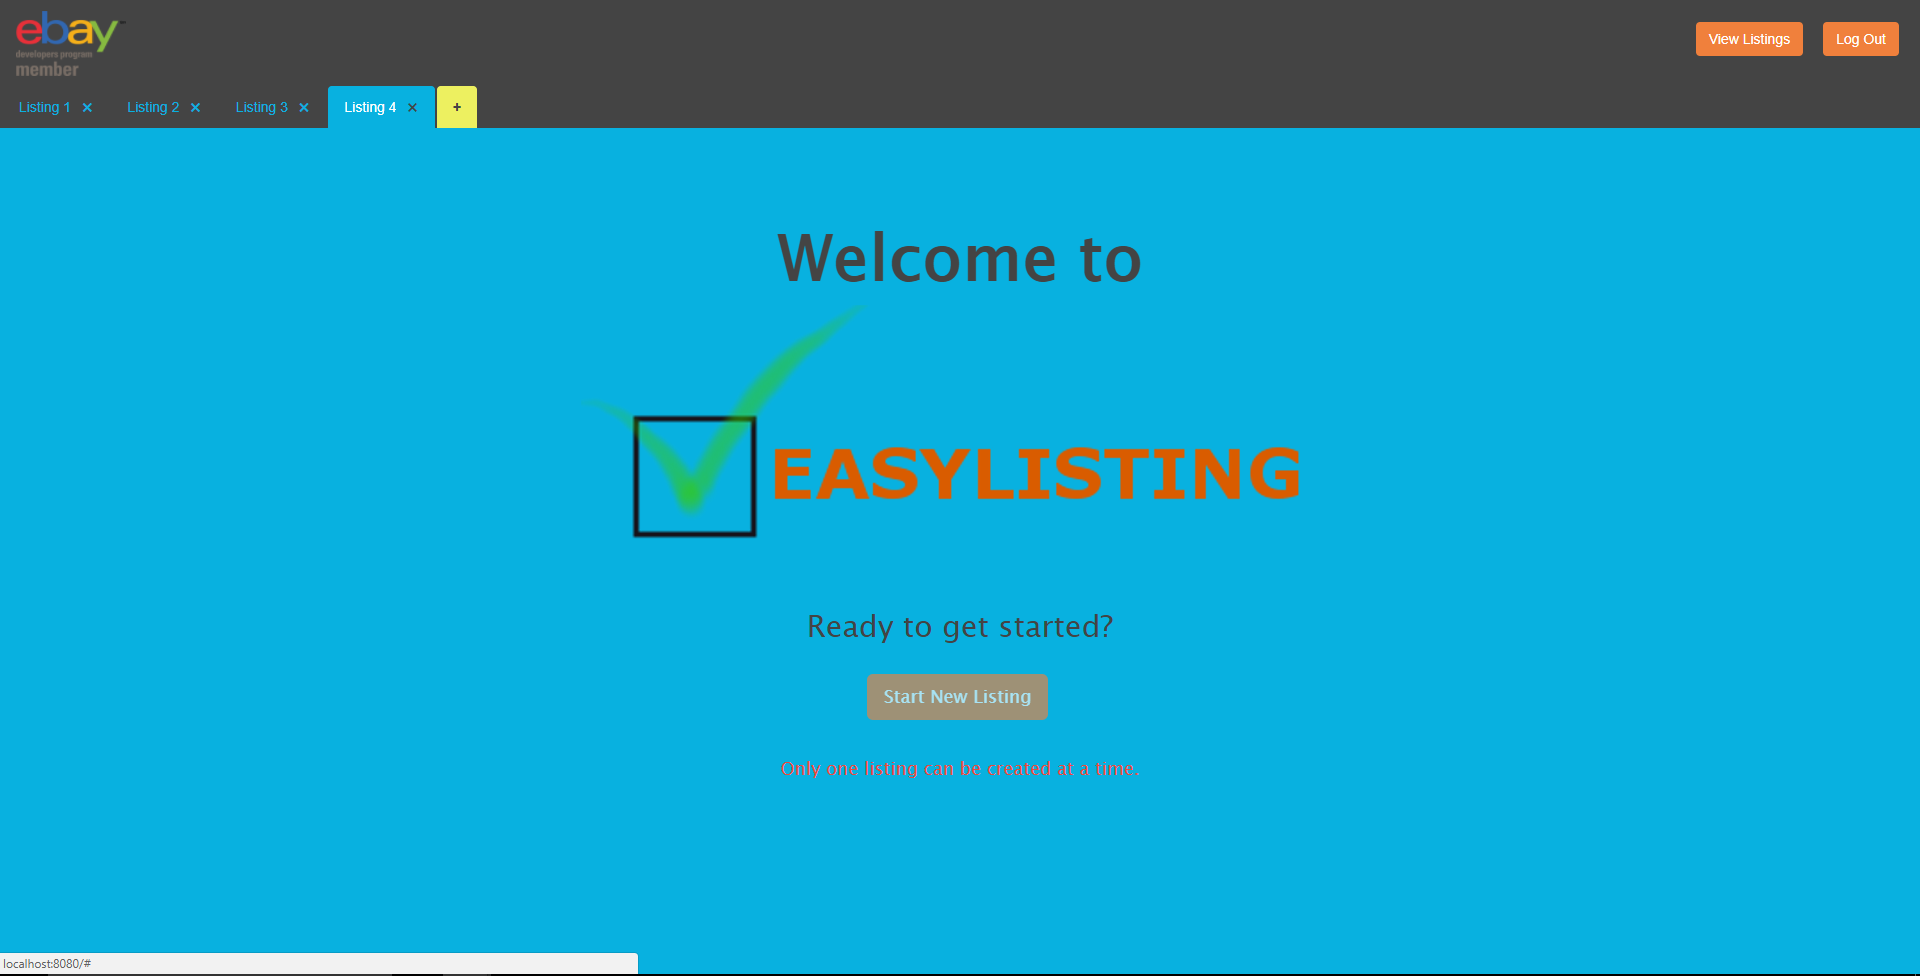 ebay
developers program
member
View Listings
Log Out
Listing 1 ×
Listing 2 ×
Listing 3 ×
Listing 4 ×
+
Welcome to
EASYLISTING
Ready to get started?
Start New Listing
Only one listing can be created at a time.
localhost:8080/#